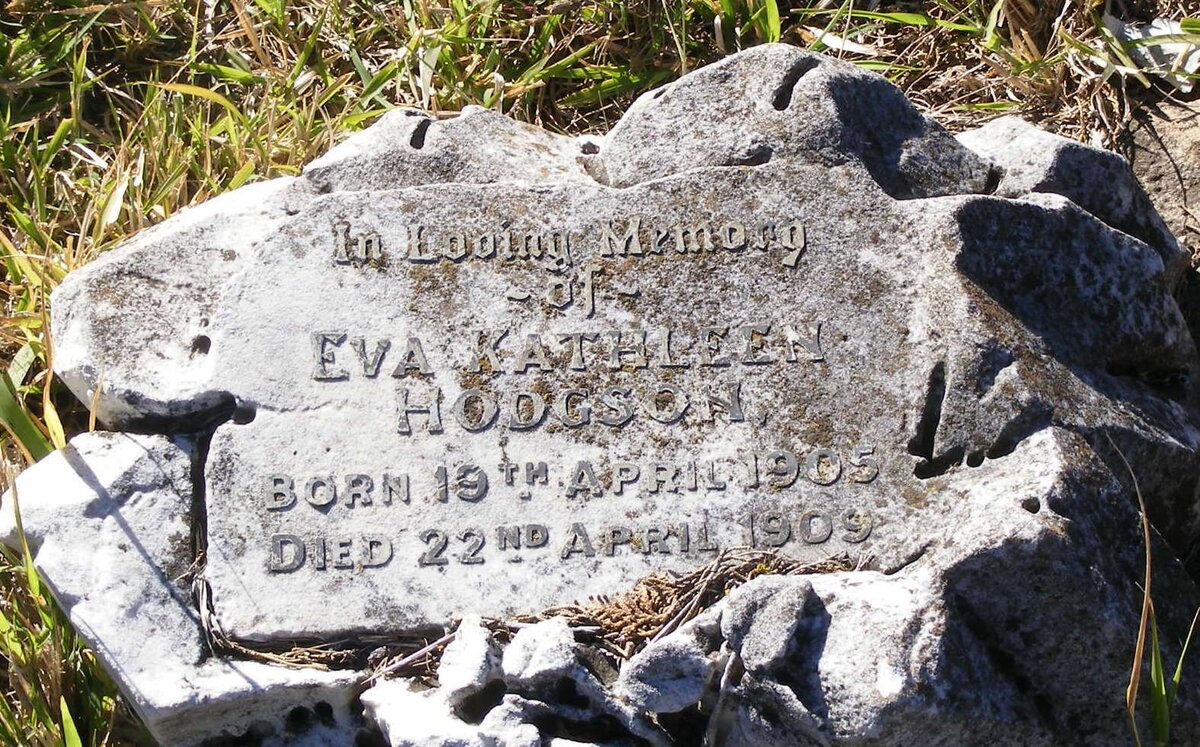 In Loving Memory
~ of ~
EVA KATHLEEN
HODGSON,
BORN 19TH APRIL 1905
DIED 22ND APRIL 1909